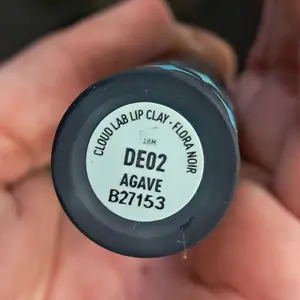 CLOUD LAB LIP CLAY - FLORA NOIR
18M
DE02
AGAVE
B27153